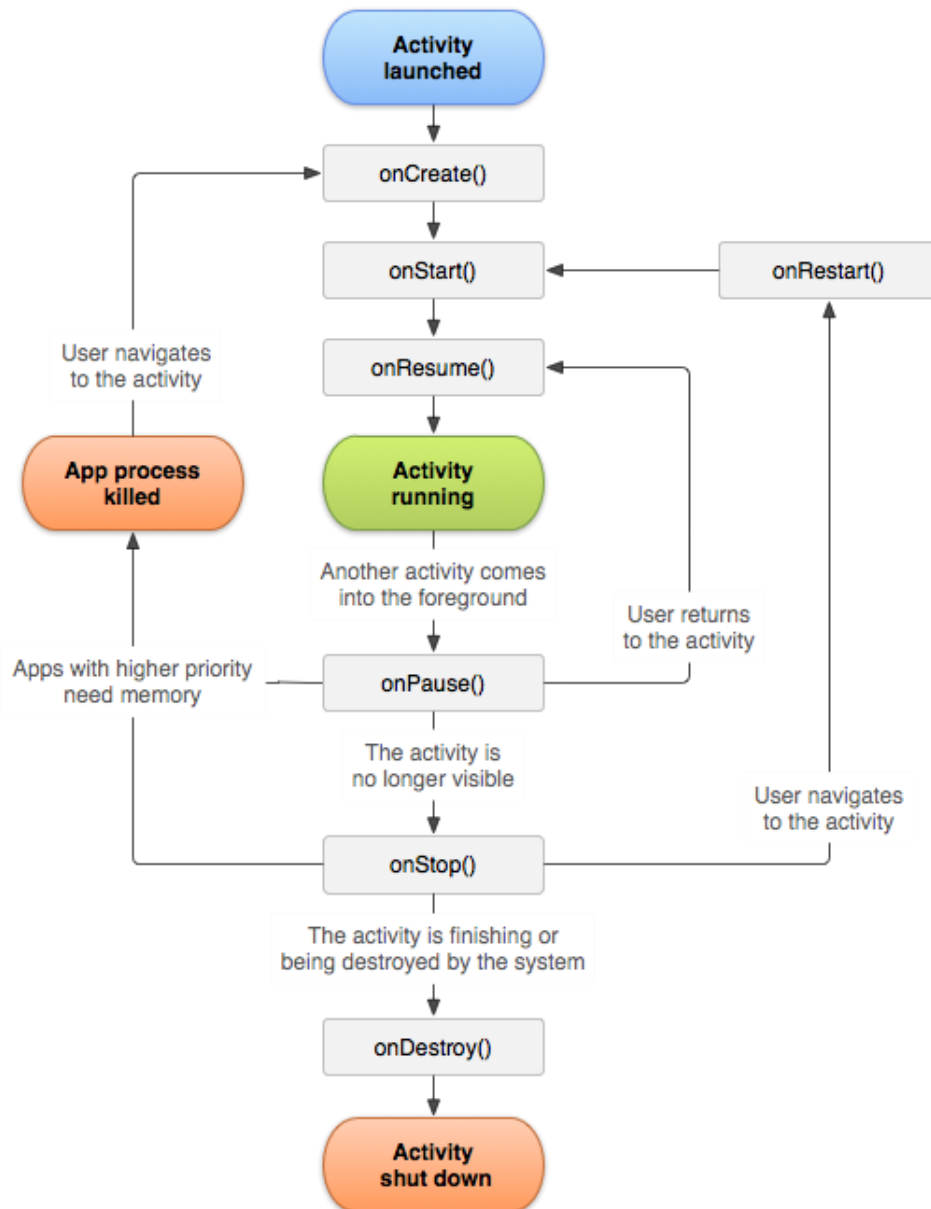 Activity
launched
onCreate()
onStart()
onRestart()
User navigates
to the activity
onResume()
App process
killed
Activity
running
Another activity comes
into the foreground
User returns
to the activity
Apps with higher priority
need memory
onPause()
The activity is
no longer visible
User navigates
to the activity
onStop()
The activity is finishing or
being destroyed by the system
onDestroy()
Activity
shut down